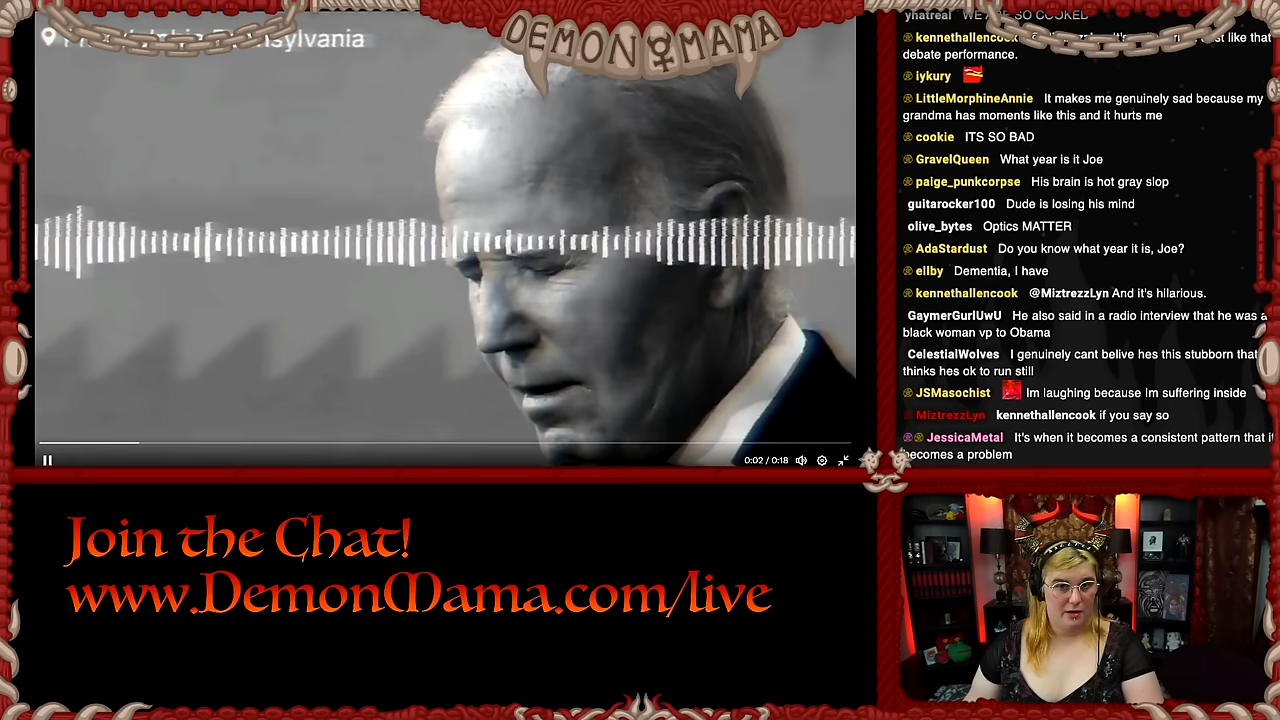 DEMON MAMA
sylvania
yhatreal WE ARE SO COOKED
kennethallencook
st like that
debate performance.
iykury
LittleMorphineAnnie It makes me genuinely sad because my
grandma has moments like this and it hurts me
cookie ITS SO BAD
GravelQueen What year is it Joe
paige_punkcorpse His brain is hot gray slop
guitarocker100 Dude is losing his mind
olive_bytes Optics MATTER
AdaStardust Do you know what year it is, Joe?
ellby Dementia, I have
kennethallencook @MiztrezzLyn And it's hilarious.
GaymerGurlUwU He also said in a radio interview that he was a
black woman vp to Obama
CelestialWolves I genuinely cant belive hes this stubborn that
thinks hes ok to run still
JSMasochist Im laughing because Im suffering inside
MiztrezzLyn kennethallencook if you say so
JessicaMetal It's when it becomes a consistent pattern that it
becomes a problem
0:02 / 0:18
Join the Chat!
www.DemonMama.com/live